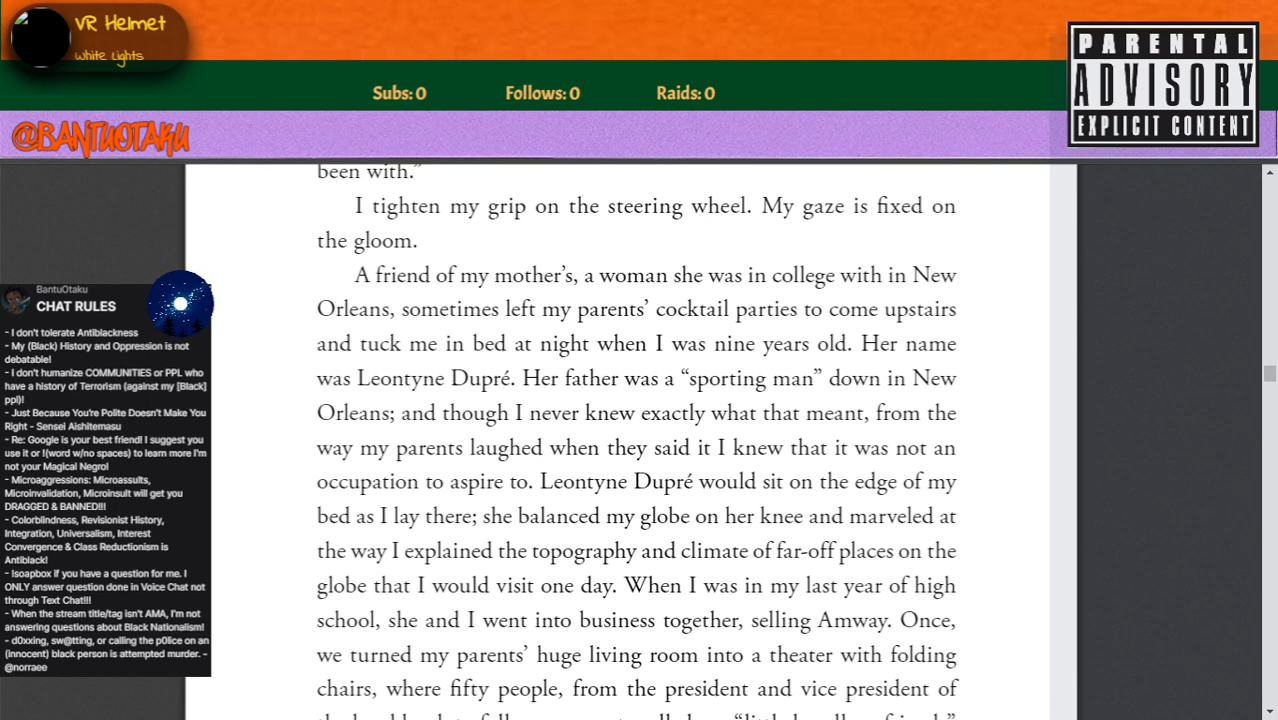 VR Helmet
White Lights
Subs: 0
Follows: 0
Raids: 0
PARENTAL
ADVISORY
EXPLICIT CONTENT
@BANTUOTAKU
been with.”
I tighten my grip on the steering wheel. My gaze is fixed on
the gloom.
A friend of my mother’s, a woman she was in college with in New
Orleans, sometimes left my parents’ cocktail parties to come upstairs
and tuck me in bed at night when I was nine years old. Her name
was Leontyne Dupré. Her father was a “sporting man” down in New
Orleans; and though I never knew exactly what that meant, from the
way my parents laughed when they said it I knew that it was not an
occupation to aspire to. Leontyne Dupré would sit on the edge of my
bed as I lay there; she balanced my globe on her knee and marveled at
the way I explained the topography and climate of far-off places on the
globe that I would visit one day. When I was in my last year of high
school, she and I went into business together, selling Amway. Once,
we turned my parents’ huge living room into a theater with folding
chairs, where fifty people, from the president and vice president of
BantuOtaku
CHAT RULES
- I don't tolerate Antiblackness
- My (Black) History and Oppression is not
debatable!
- I don't humanize COMMUNITIES or PPL who
have a history of Terrorism (against my [Black]
ppl)!
- Just Because You're Polite Doesn't Make You
Right - Sensei Aishitemasu
- Re: Google is your best friend! I suggest you
use it or !(word w/no spaces) to learn more I'm
not your Magical Negro!
- Microaggressions: Microassults,
Microinvalidation, Microinsult will get you
DRAGGED & BANNED!!!
- Colorblindness, Revisionist History,
Integration, Universalism, Interest
Convergence & Class Reductionism is
Antiblack!
- !soapbox if you have a question for me. I
ONLY answer question done in Voice Chat not
through Text Chat!!!
- When the stream title/tag isn't AMA, I'm not
answering questions about Black Nationalism!
- d0xxing, sw@tting, or calling the p0lice on an
(innocent) black person is attempted murder. -
@norraee